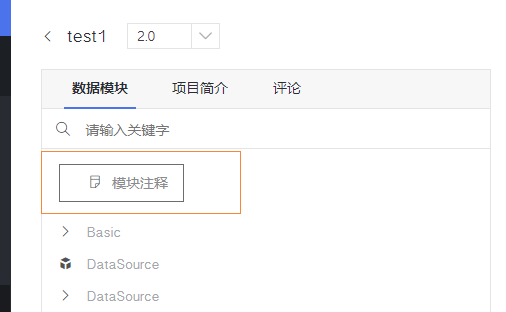 test1 2.0
数据模块 项目简介 评论
请输入关键字
模块注释
Basic
DataSource
DataSource